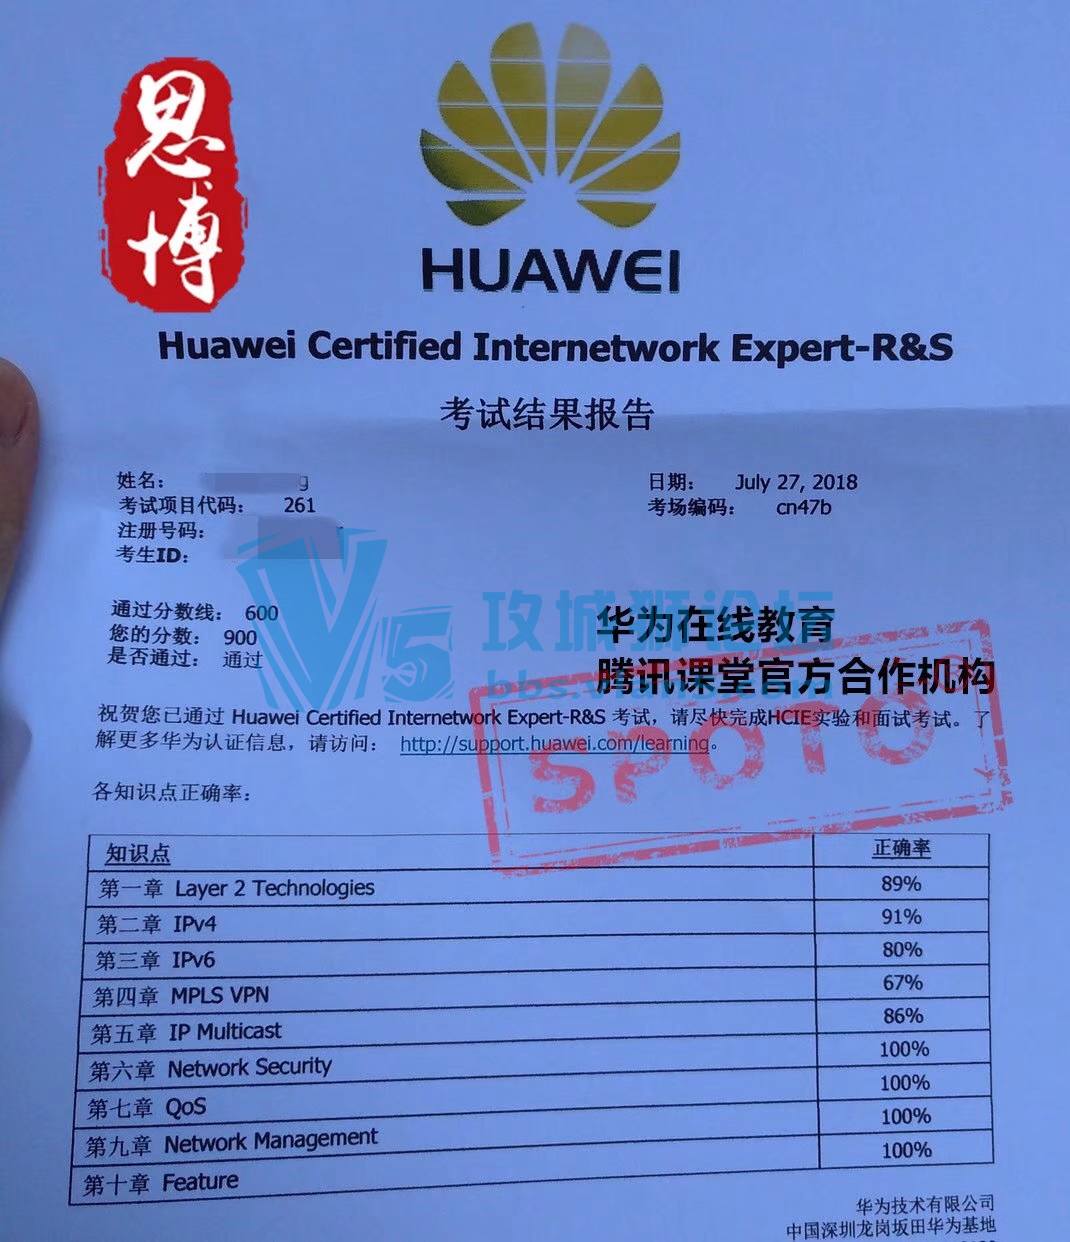 思
博
HUAWEI
Huawei Certified Internetwork Expert-R&S
考试结果报告
姓名： g
日期： July 27, 2018
考试项目代码： 261
考场编码： cn47b
注册号码：
考生ID：
V5
攻城狮论坛
通过分数线： 600
您的分数： 900
是否通过： 通过
华为在线教育
腾讯课堂官方合作机构
祝贺您已通过 Huawei Certified Internetwork Expert-R&S 考试，请尽快完成HCIE实验和面试考试。了
解更多华为认证信息，请访问： http://support.huawei.com/learning。
SPOTO
各知识点正确率：
知识点 正确率
第一章 Layer 2 Technologies 89%
第二章 IPv4 91%
第三章 IPv6 80%
第四章 MPLS VPN 67%
第五章 IP Multicast 86%
第六章 Network Security 100%
第七章 QoS 100%
第九章 Network Management 100%
第十章 Feature 100%
华为技术有限公司
中国深圳龙岗坂田华为基地